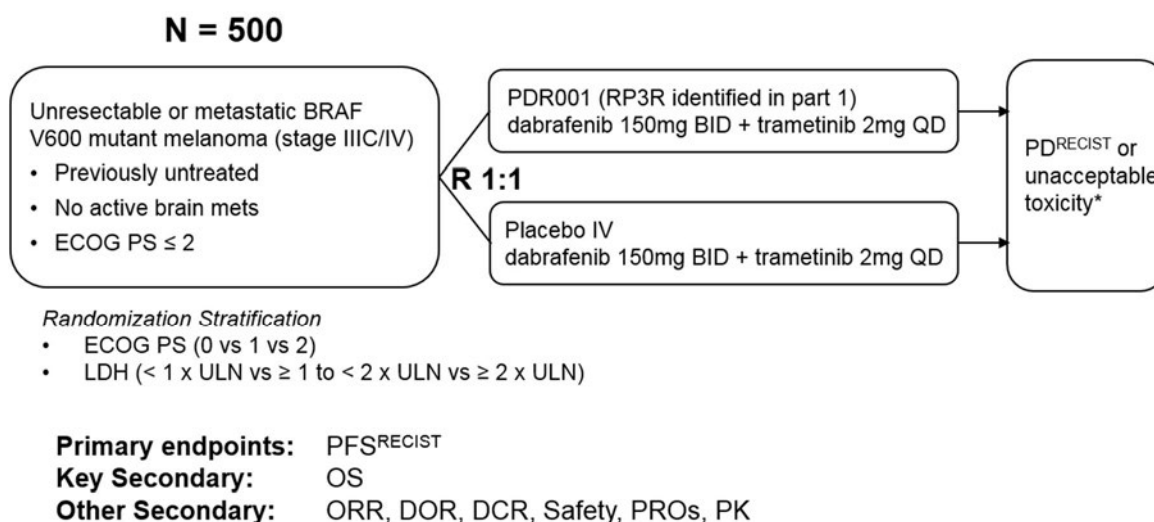 N = 500
Unresectable or metastatic BRAF
V600 mutant melanoma (stage IIIC/IV)
• Previously untreated
• No active brain mets
• ECOG PS ≤ 2
R 1:1
PDR001 (RP3R identified in part 1)
dabrafenib 150mg BID + trametinib 2mg QD
Placebo IV
dabrafenib 150mg BID + trametinib 2mg QD
PD^RECIST or
unacceptable
toxicity*
Randomization Stratification
• ECOG PS (0 vs 1 vs 2)
• LDH (< 1 x ULN vs ≥ 1 to < 2 x ULN vs ≥ 2 x ULN)
Primary endpoints: PFS^RECIST
Key Secondary: OS
Other Secondary: ORR, DOR, DCR, Safety, PROs, PK